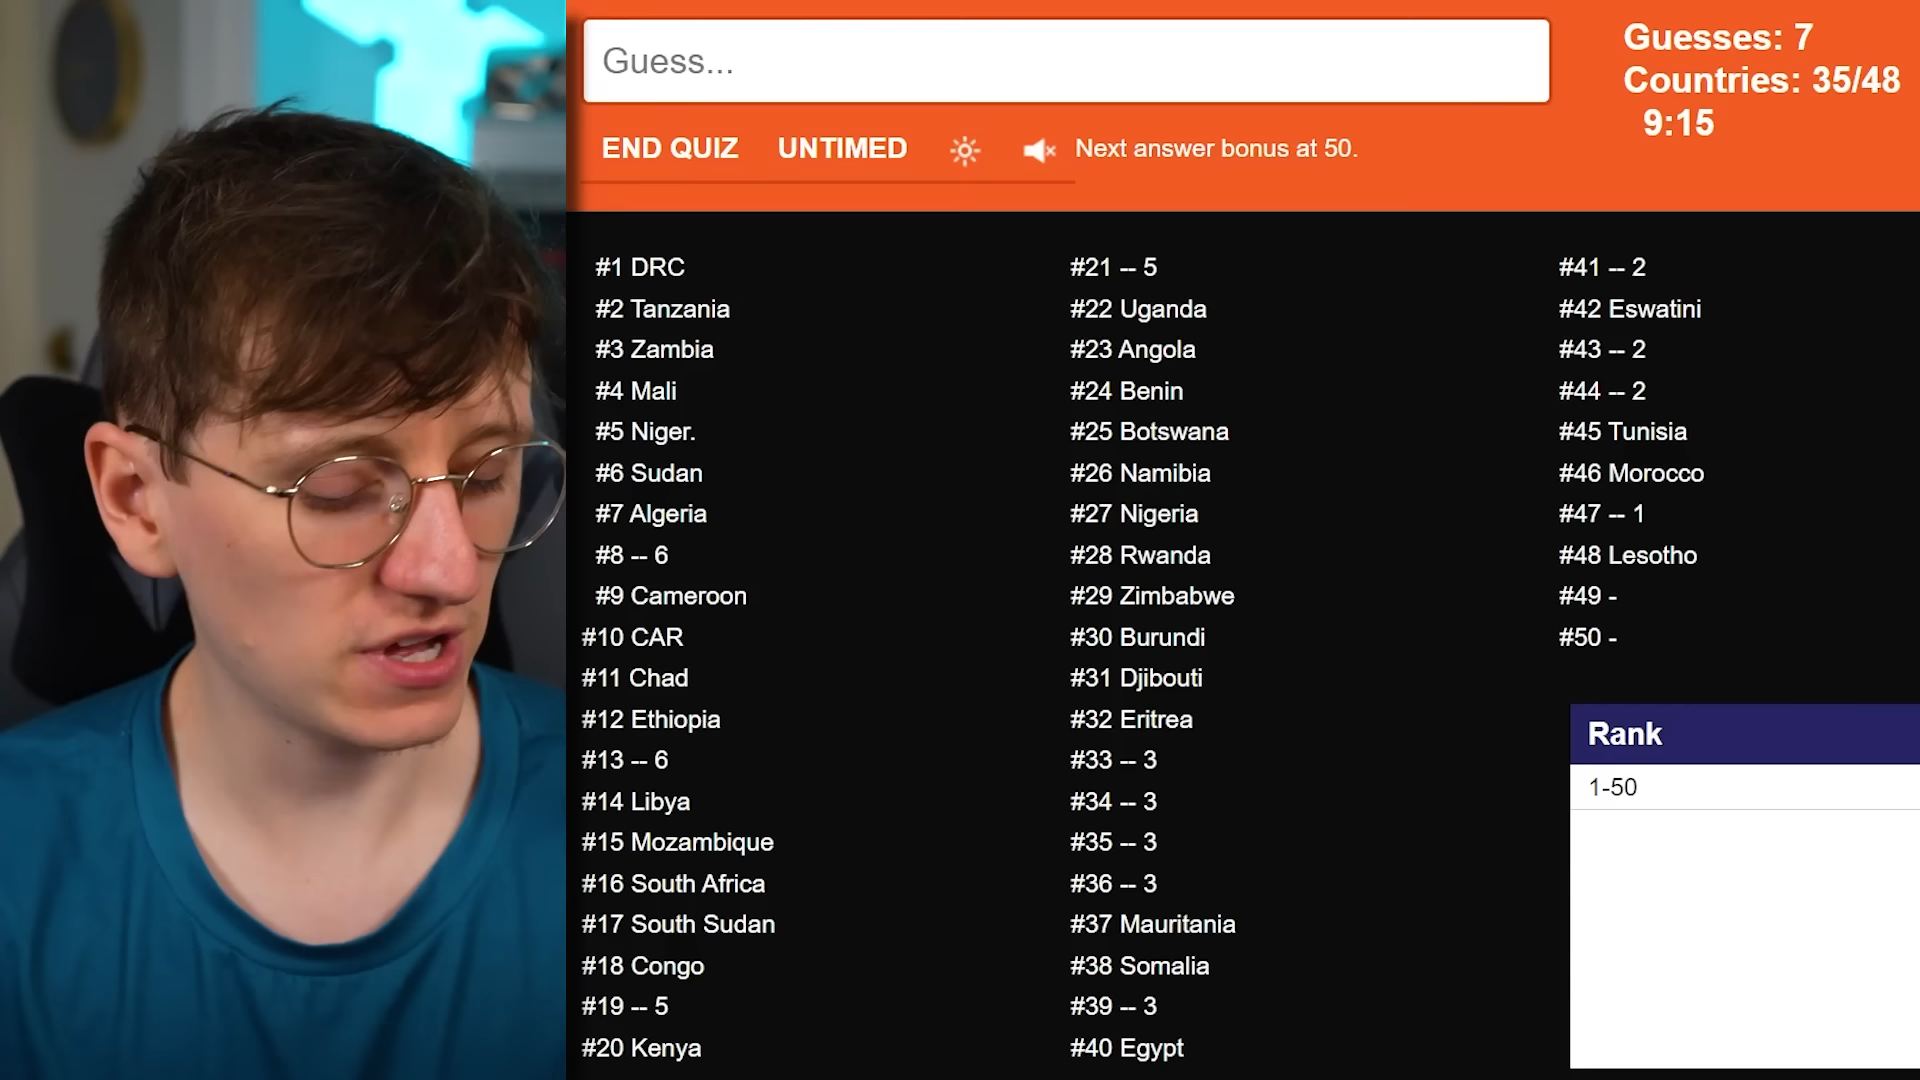 Guess...
Guesses: 7
Countries: 35/48
9:15
END QUIZ UNTIMED Next answer bonus at 50.
#1 DRC
#2 Tanzania
#3 Zambia
#4 Mali
#5 Niger.
#6 Sudan
#7 Algeria
#8 -- 6
#9 Cameroon
#10 CAR
#11 Chad
#12 Ethiopia
#13 -- 6
#14 Libya
#15 Mozambique
#16 South Africa
#17 South Sudan
#18 Congo
#19 -- 5
#20 Kenya
#21 -- 5
#22 Uganda
#23 Angola
#24 Benin
#25 Botswana
#26 Namibia
#27 Nigeria
#28 Rwanda
#29 Zimbabwe
#30 Burundi
#31 Djibouti
#32 Eritrea
#33 -- 3
#34 -- 3
#35 -- 3
#36 -- 3
#37 Mauritania
#38 Somalia
#39 -- 3
#40 Egypt
#41 -- 2
#42 Eswatini
#43 -- 2
#44 -- 2
#45 Tunisia
#46 Morocco
#47 -- 1
#48 Lesotho
#49 -
#50 -
Rank
1-50